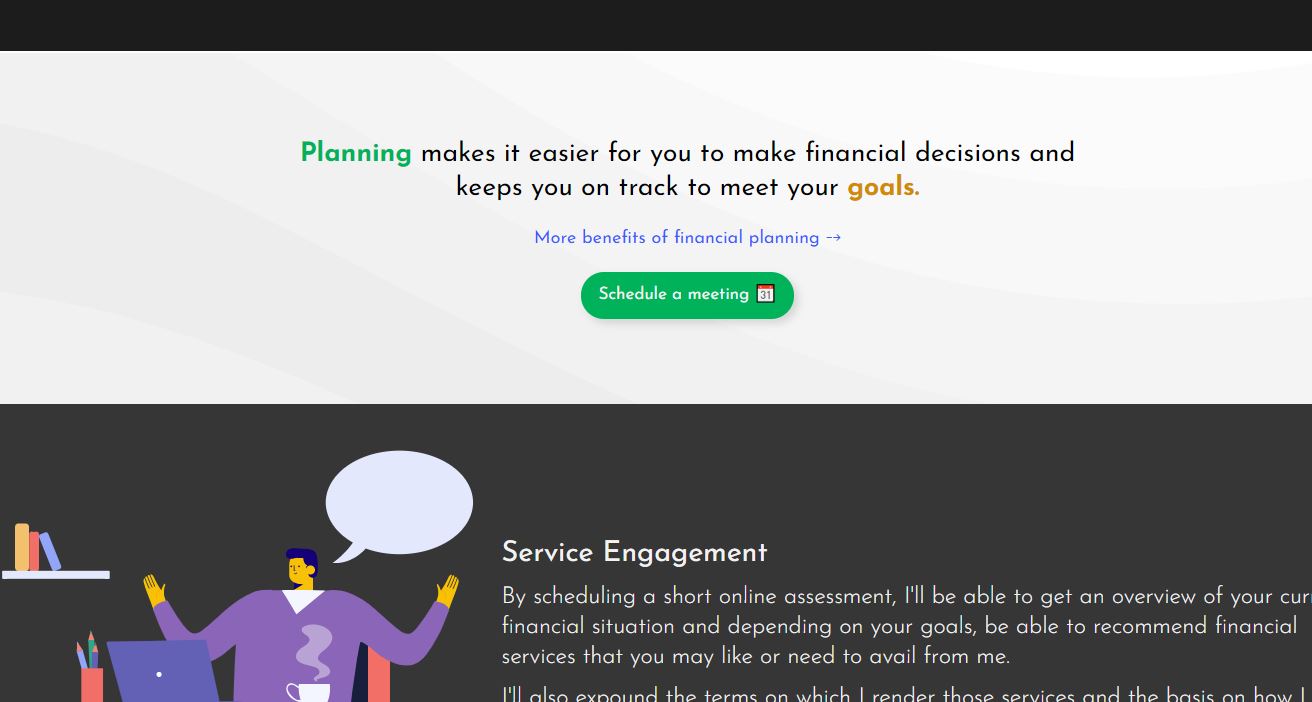 Planning makes it easier for you to make financial decisions and
keeps you on track to meet your goals.
More benefits of financial planning →
Schedule a meeting 📅
Service Engagement
By scheduling a short online assessment, I'll be able to get an overview of your
financial situation and depending on your goals, be able to recommend financial
services that you may like or need to avail from me.
I'll also expound the terms on which I render those services and the basis on how I